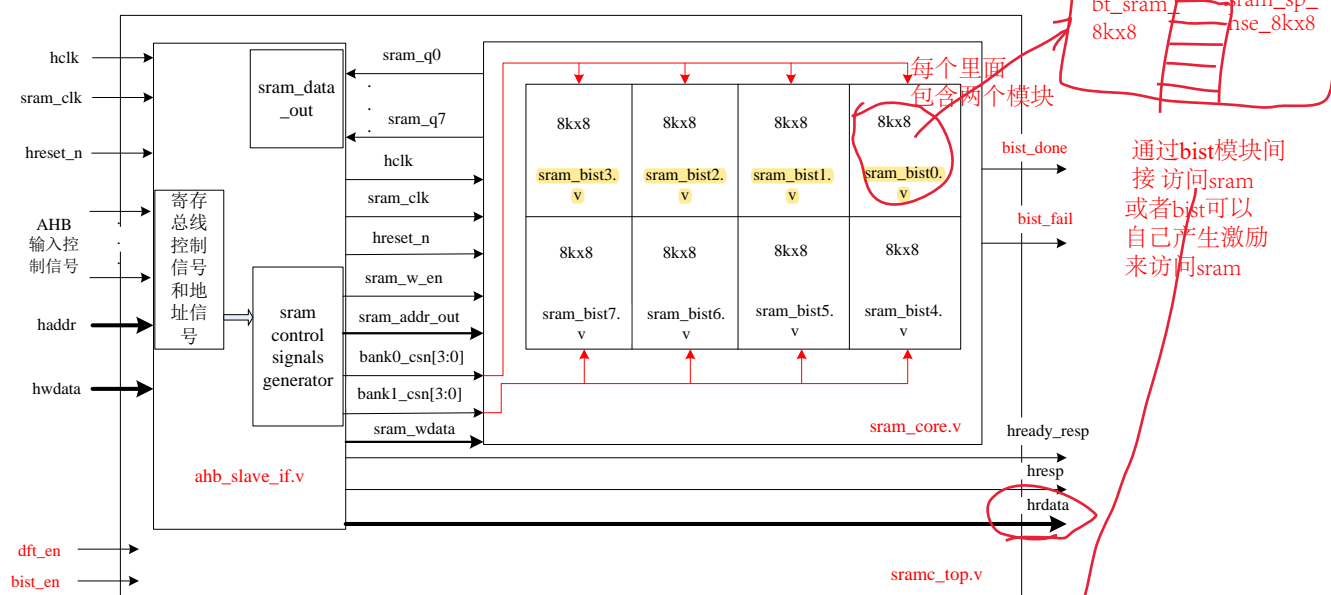 hclk
sram_clk
hreset_n
AHB
输入控
制信号
haddr
hwdata
dft_en
bist_en
寄存
总线
控制
信号
和地
址信
号
sram_data
_out
sram
control
signals
generator
ahb_slave_if.v
sram_q0
sram_q7
hclk
sram_clk
hreset_n
sram_w_en
sram_addr_out
bank0_csn[3:0]
bank1_csn[3:0]
sram_wdata
8kx8
sram_bist3.
v
8kx8
sram_bist2.
v
8kx8
sram_bist1.
v
8kx8
sram_bist0.
v
8kx8
sram_bist7.
v
8kx8
sram_bist6.
v
8kx8
sram_bist5.
v
8kx8
sram_bist4.
v
sram_core.v
每个里面
包含两个模块
bt_sram_
8kx8
sram_sp_
hse_8kx8
bist_done
bist_fail
通过bist模块间
接 访问sram
或者bist可以
自己产生激励
来访问sram
hready_resp
hresp
hrdata
sramc_top.v